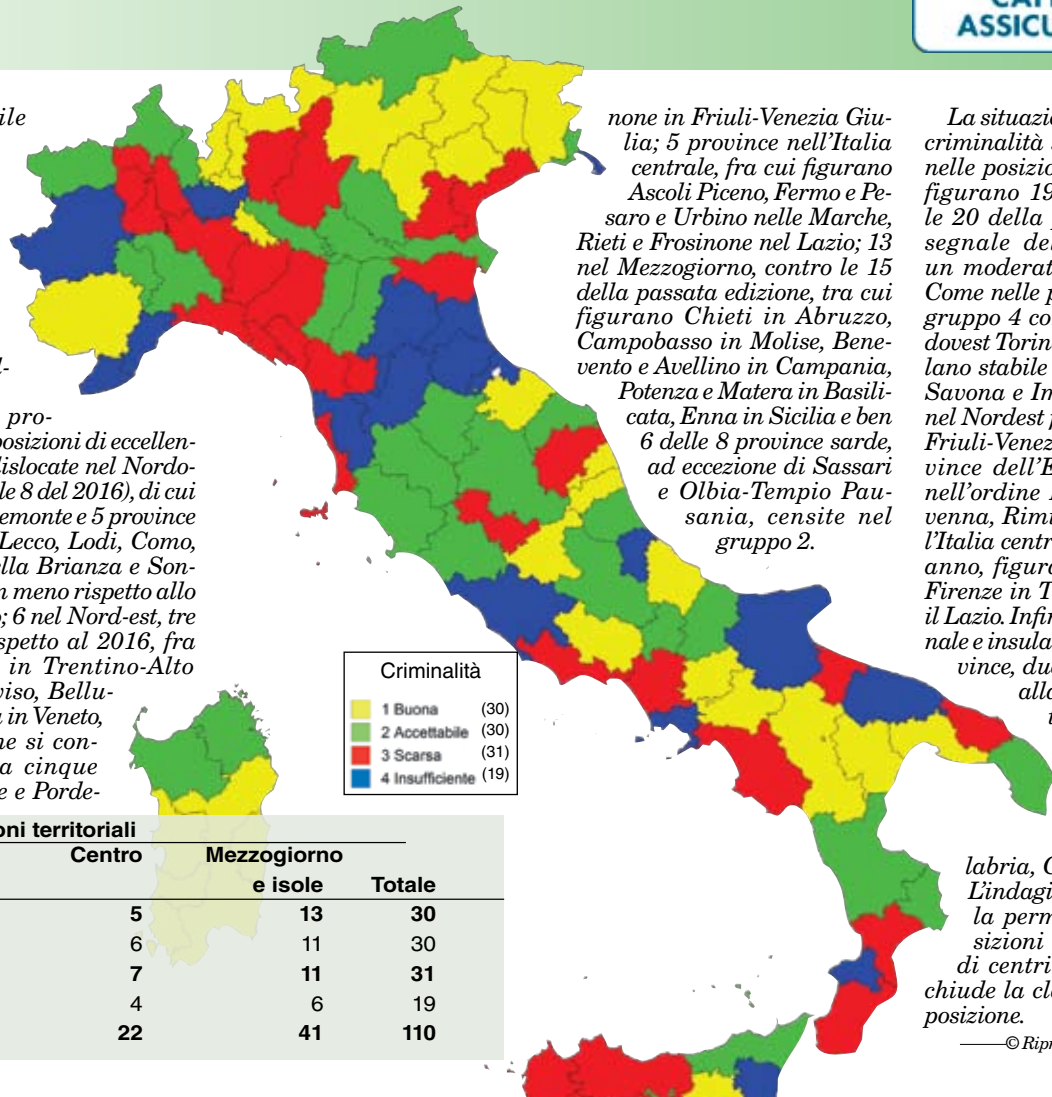 CAPI
ASSICU
ile
d-
pro-
posizioni di eccellen-
dislocate nel Nordo-
le 8 del 2016), di cui
emonte e 5 province
Lecco, Lodi, Como,
ella Brianza e Son-
n meno rispetto allo
o; 6 nel Nord-est, tre
spetto al 2016, fra
in Trentino-Alto
viso, Bellu-
a in Veneto,
ne si con-
a cinque
e e Porde-
none in Friuli-Venezia Giu-
lia; 5 province nell'Italia
centrale, fra cui figurano
Ascoli Piceno, Fermo e Pe-
saro e Urbino nelle Marche,
Rieti e Frosinone nel Lazio; 13
nel Mezzogiorno, contro le 15
della passata edizione, tra cui
figurano Chieti in Abruzzo,
Campobasso in Molise, Bene-
vento e Avellino in Campania,
Potenza e Matera in Basili-
cata, Enna in Sicilia e ben
6 delle 8 province sarde,
ad eccezione di Sassari
e Olbia-Tempio Pau-
sania, censite nel
gruppo 2.
La situazio
criminalità
nelle posizio
figurano 19
le 20 della
segnale del
un moderat
Come nelle p
gruppo 4 co
dovest Torin
lano stabile
Savona e Im
nel Nordest
Friuli-Venez
vince dell'E
nell'ordine
venna, Rimi
l'Italia centr
anno, figura
Firenze in T
il Lazio. Infin
nale e insula
vince, du
alla
labria, C
L'indagi
la perm
sizioni
di centri
chiude la cla
posizione.
© Ripr
Criminalità
1 Buona (30)
2 Accettabile (30)
3 Scarsa (31)
4 Insufficiente (19)
oni territoriali
Centro Mezzogiorno
e isole Totale
5 13 30
6 11 30
7 11 31
4 6 19
22 41 110